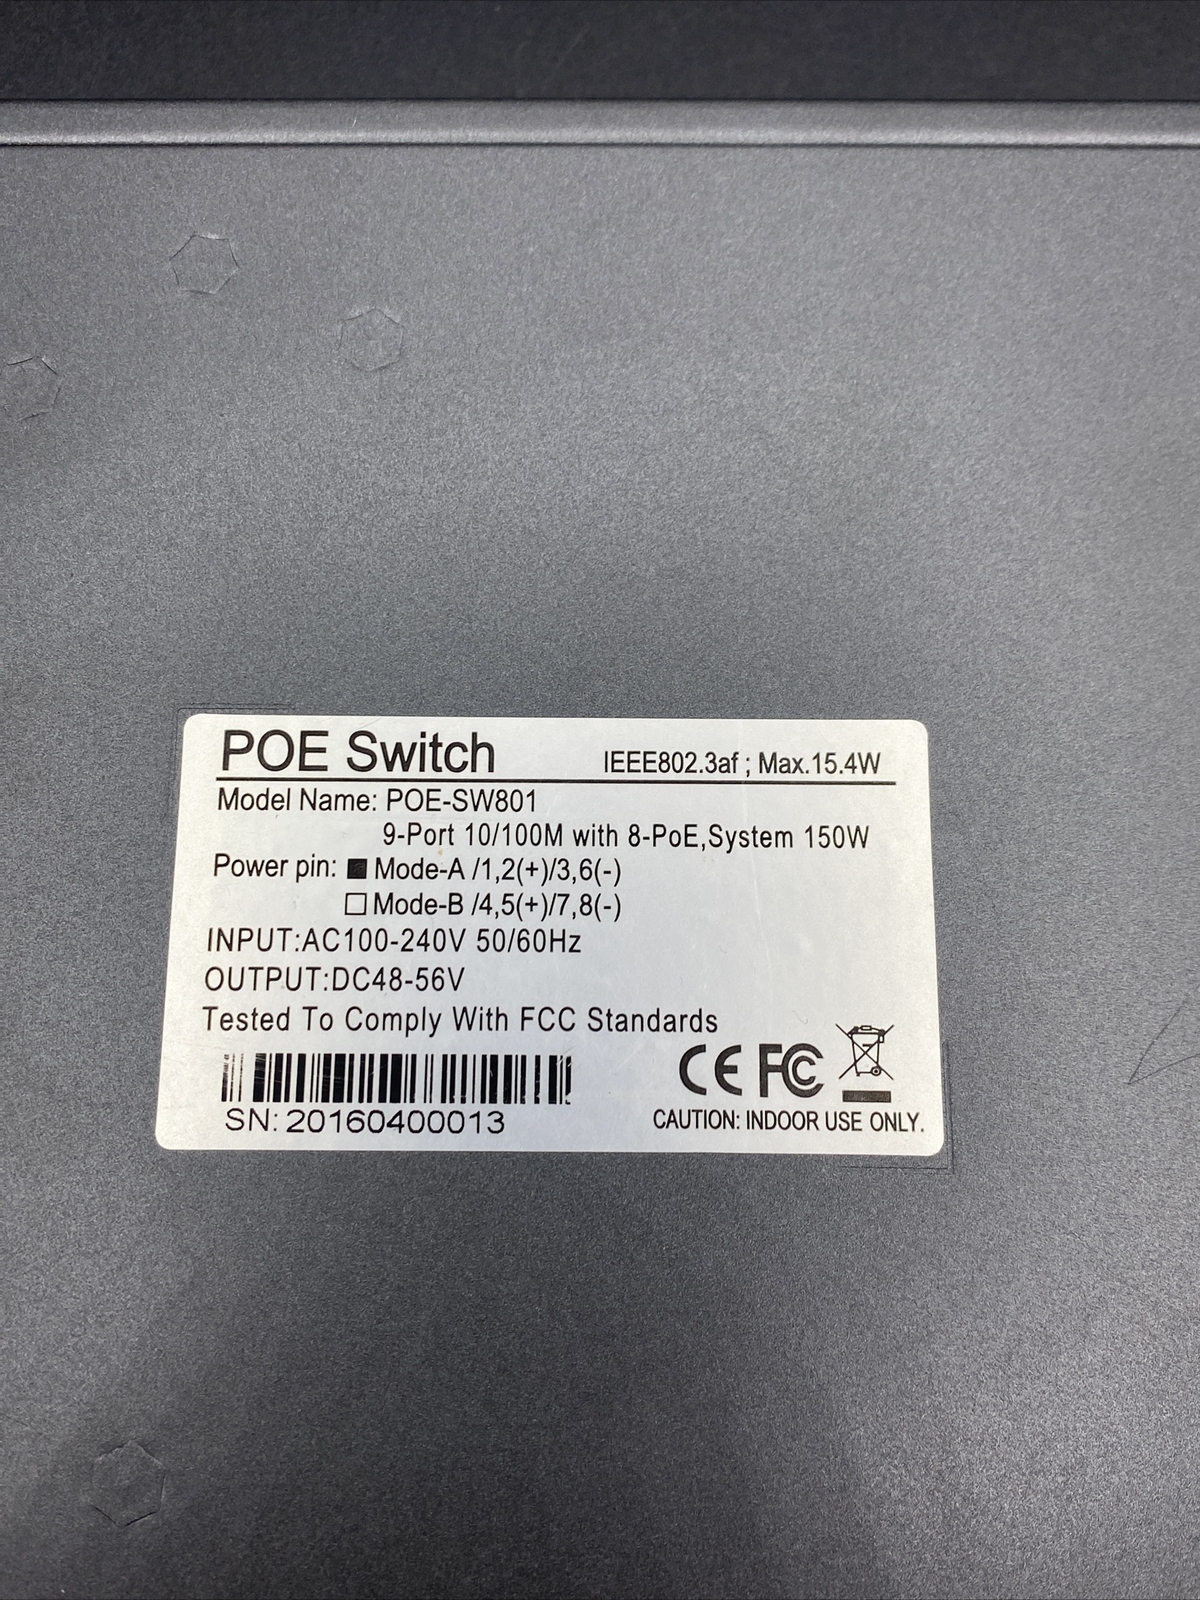 POE Switch IEEE802.3af ; Max.15.4W
Model Name: POE-SW801
9-Port 10/100M with 8-PoE,System 150W
Power pin: ■ Mode-A /1,2(+)/3,6(-)
□ Mode-B /4,5(+)/7,8(-)
INPUT:AC100-240V 50/60Hz
OUTPUT:DC48-56V
Tested To Comply With FCC Standards
CE FC
SN: 20160400013
CAUTION: INDOOR USE ONLY.